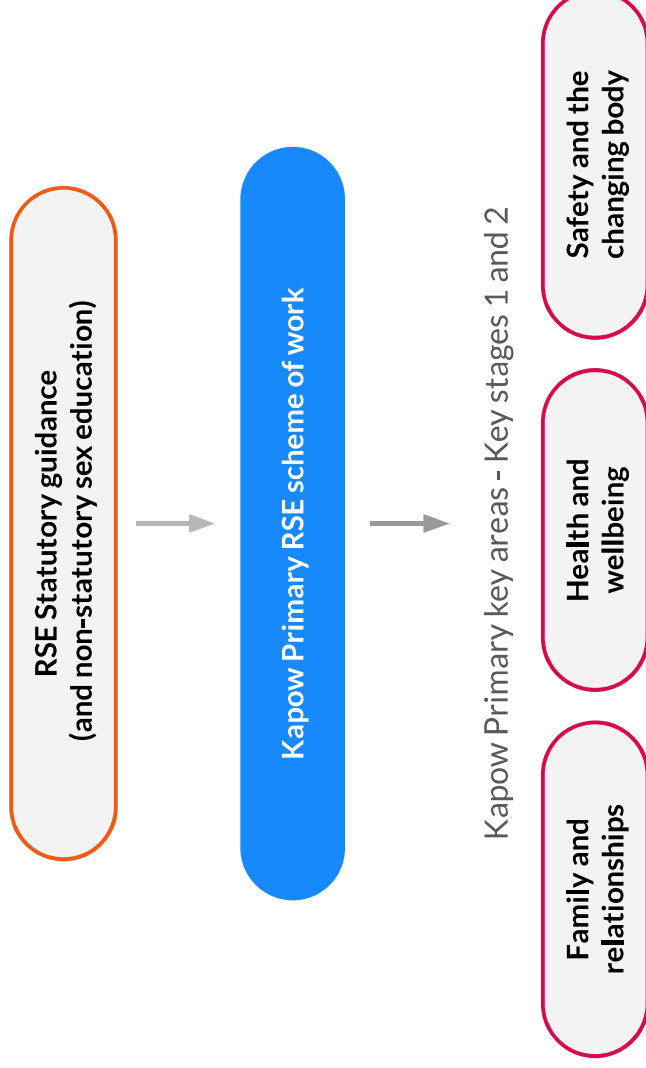 RSE Statutory guidance
(and non-statutory sex education)
Kapow Primary RSE scheme of work
Kapow Primary key areas - Key stages 1 and 2
Family and
relationships
Health and
wellbeing
Safety and the
changing body